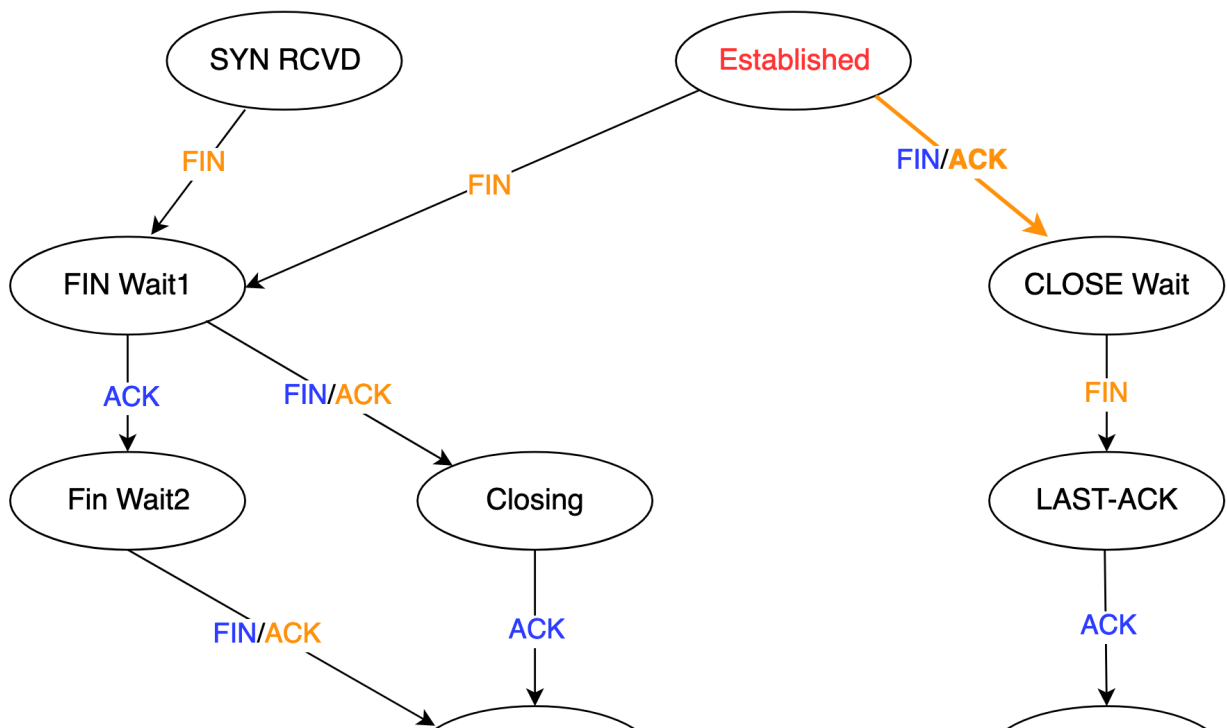 SYN RCVD
Established
FIN
FIN
FIN/ACK
FIN Wait1
CLOSE Wait
ACK
FIN/ACK
FIN
Fin Wait2
Closing
LAST-ACK
FIN/ACK
ACK
ACK